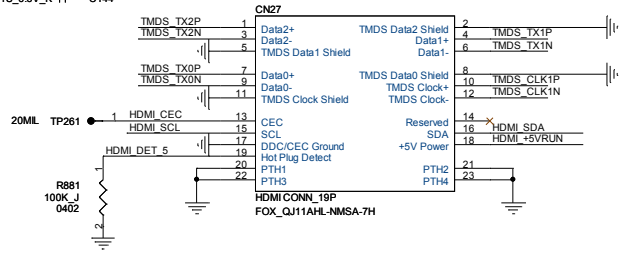 CN27
TMDS_TX2P 1 Data2+ TMDS Data2 Shield 2
TMDS_TX2N 3 Data2- Data1+ 4 TMDS_TX1P
5 TMDS Data1 Shield Data1- 6 TMDS_TX1N
TMDS_TX0P 7 Data0+ TMDS Data0 Shield 8
TMDS_TX0N 9 Data0- TMDS Clock+ 10 TMDS_CLK1P
11 TMDS Clock Shield TMDS Clock- 12 TMDS_CLK1N
20MIL TP261 1 HDMI_CEC 13 CEC Reserved 14
HDMI_SCL 15 SCL SDA 16 HDMI_SDA
17 DDC/CEC Ground +5V Power 18 HDMI_+5VRUN
HDMI_DET_5 19 Hot Plug Detect
20 PTH1 PTH2 21
22 PTH3 PTH4 23
1
R881
100K_J
0402
2
HDMI CONN_19P
FOX_QJ11AHL-NMSA-7H